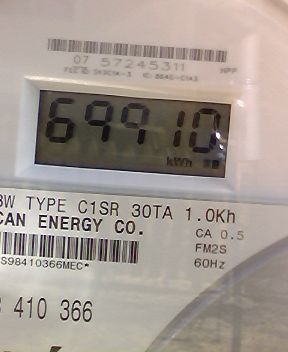 07 57245311
HPP
69910
kWh
3W TYPE C1SR 30TA 1.0Kh
CAN ENERGY CO.
CA 0.5
FM2S
60Hz
S98410366MEC*
410 366